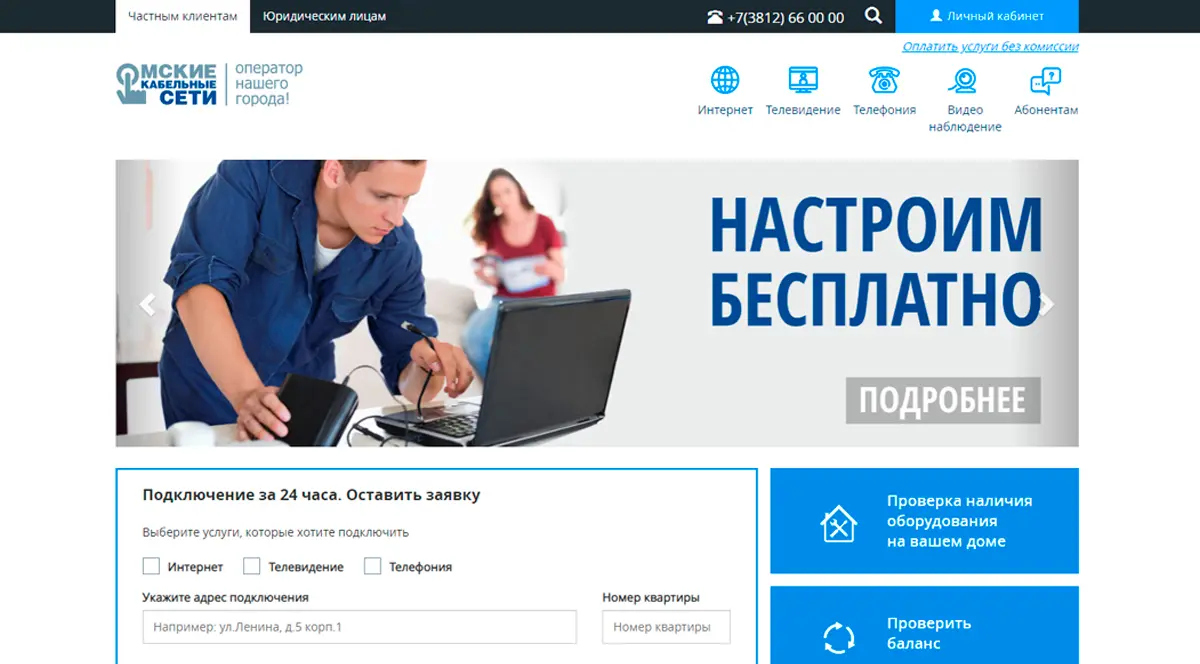 Частным клиентам
Юридическим лицам
+7(3812) 66 00 00
Личный кабинет
Оплатить услуги без комиссии
ОМСКИЕ
КАБЕЛЬНЫЕ
СЕТИ
оператор
нашего
города!
Интернет
Телевидение
Телефония
Видео
наблюдение
Абонентам
НАСТРОИМ
БЕСПЛАТНО
ПОДРОБНЕЕ
Подключение за 24 часа. Оставить заявку
Выберите услуги, которые хотите подключить
Интернет
Телевидение
Телефония
Укажите адрес подключения
Номер квартиры
Например: ул.Ленина, д.5 корп.1
Номер квартиры
Проверка наличия
оборудования
на вашем доме
Проверить
баланс